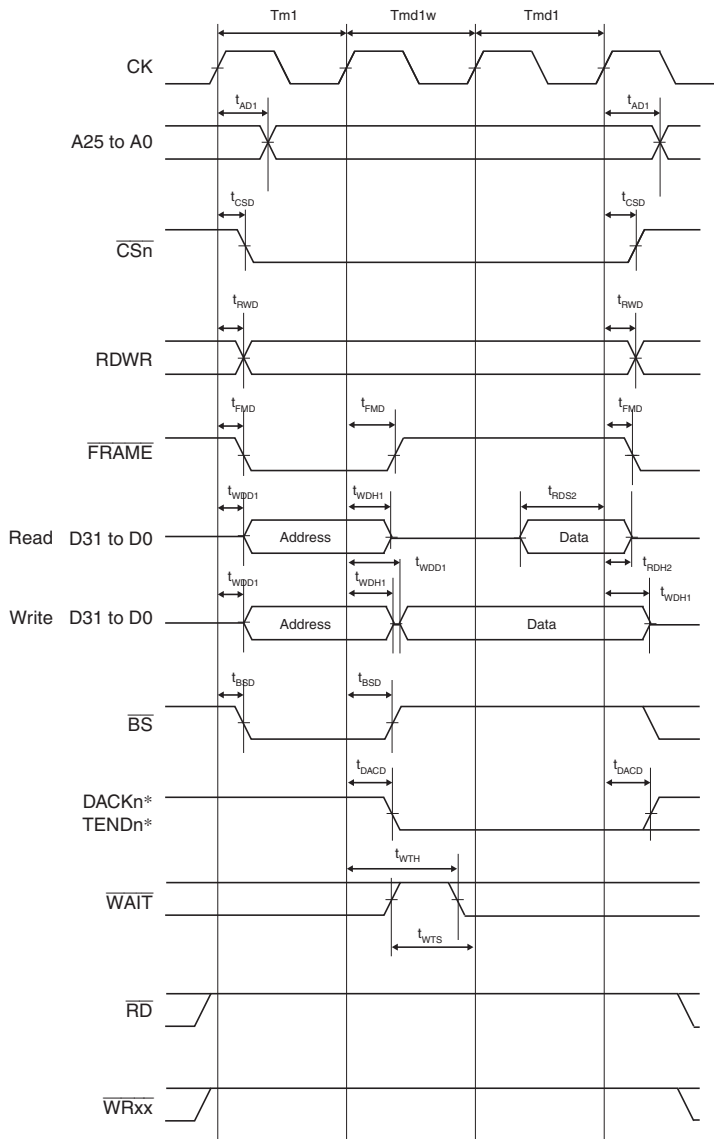 Tm1 Tmd1w Tmd1
CK
tAD1 tAD1
A25 to A0
tCSD tCSD
CSn
tRWD tRWD
RDWR
tFMD tFMD tFMD
FRAME
tWDD1 tWDH1 tRDS2
Read D31 to D0 Address Data
tWDD1 tRDH2
tWDD1 tWDH1 tWDH1
Write D31 to D0 Address Data
tBSD tBSD
BS
tDACD tDACD
DACKn*
TENDn*
tWTH
WAIT
tWTS
RD
WRxx